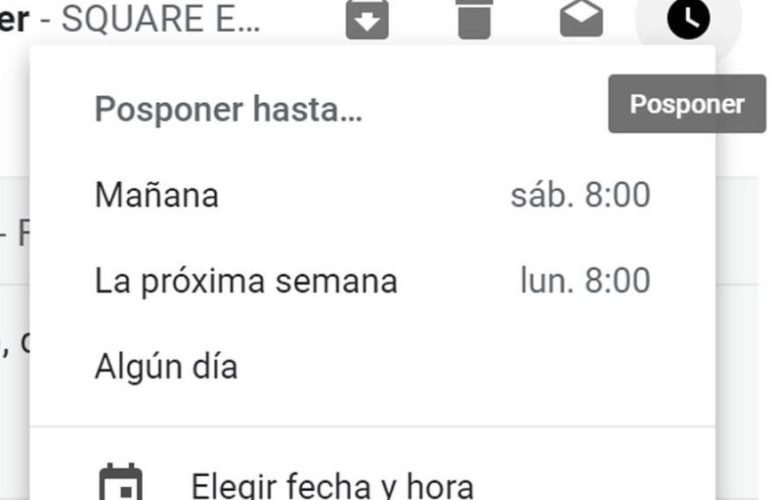 er - SQUARE E...
Posponer hasta...
Posponer
Mañana sáb. 8:00
La próxima semana lun. 8:00
Algún día
Elegir fecha y hora